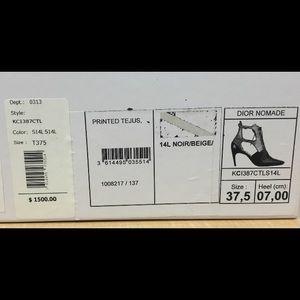 Dept.: 0313
Style:
KCI387CTL
Color: S14L S14L
Size: T375
$ 1500.00
PRINTED TEJUS,
3 614495 035514
1008217 / 137
14L NOIR/BEIGE/
DIOR NOMADE
KCI387CTLS14L
Size :
37,5
Heel (cm):
07,00